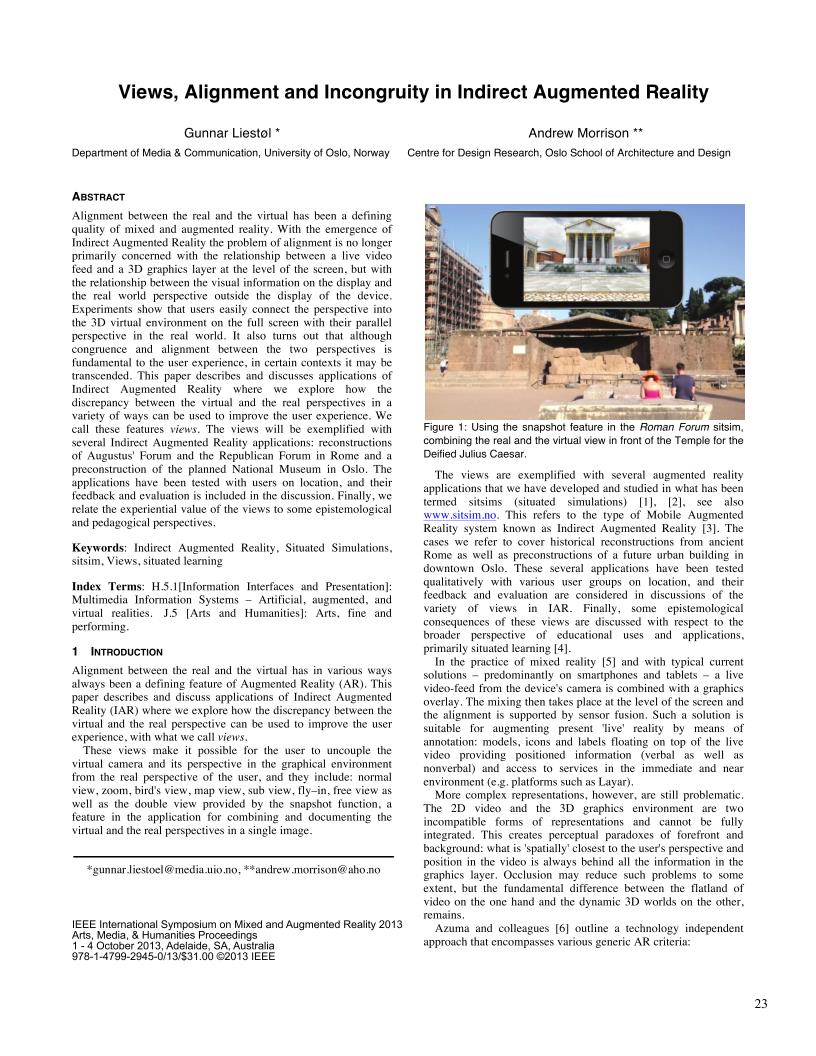 Views, Alignment and Incongruity in Indirect Augmented Reality
Gunnar Liestøl *
Andrew Morrison **
Department of Media & Communication, University of Oslo, Norway
Centre for Design Research, Oslo School of Architecture and Design
ABSTRACT
Alignment between the real and the virtual has been a defining
quality of mixed and augmented reality. With the emergence of
Indirect Augmented Reality the problem of alignment is no longer
primarily concerned with the relationship between a live video
feed and a 3D graphics layer at the level of the screen, but with
the relationship between the visual information on the display and
the real world perspective outside the display of the device.
Experiments show that users easily connect the perspective into
the 3D virtual environment on the full screen with their parallel
perspective in the real world. It also turns out that although
congruence and alignment between the two perspectives is
fundamental to the user experience, in certain contexts it may be
transcended. This paper describes and discusses applications of
Indirect Augmented Reality where we explore how the
discrepancy between the virtual and the real perspectives in a
variety of ways can be used to improve the user experience. We
call these features views. The views will be exemplified with
several Indirect Augmented Reality applications: reconstructions
of Augustus' Forum and the Republican Forum in Rome and a
preconstruction of the planned National Museum in Oslo. The
applications have been tested with users on location, and their
feedback and evaluation is included in the discussion. Finally, we
relate the experiential value of the views to some epistemological
and pedagogical perspectives.
Keywords: Indirect Augmented Reality, Situated Simulations,
sitsim, Views, situated learning
Index Terms: H.5.1[Information Interfaces and Presentation]:
Multimedia Information Systems – Artificial, augmented, and
virtual realities. J.5 [Arts and Humanities]: Arts, fine and
performing.
1 INTRODUCTION
Alignment between the real and the virtual has in various ways
always been a defining feature of Augmented Reality (AR). This
paper describes and discuss applications of Indirect Augmented
Reality (IAR) where we explore how the discrepancy between the
virtual and the real perspective can be used to improve the user
experience, with what we call views.
These views make it possible for the user to uncouple the
virtual camera and its perspective in the graphical environment
from the real perspective of the user, and they include: normal
view, zoom, bird's view, map view, sub view, fly–in, free view as
well as the double view provided by the snapshot function, a
feature in the application for combining and documenting the
virtual and the real perspectives in a single image.
*gunnar.liestoel@media.uio.no, **andrew.morrison@aho.no
IEEE International Symposium on Mixed and Augmented Reality 2013
Arts, Media, & Humanities Proceedings
1 - 4 October 2013, Adelaide, SA, Australia
978-1-4799-2945-0/13/$31.00 ©2013 IEEE
Figure 1: Using the snapshot feature in the Roman Forum sitsim,
combining the real and the virtual view in front of the Temple for the
Deified Julius Caesar.
The views are exemplified with several augmented reality
applications that we have developed and studied in what has been
termed sitsims (situated simulations) [1], [2], see also
www.sitsim.no. This refers to the type of Mobile Augmented
Reality system known as Indirect Augmented Reality [3]. The
cases we refer to cover historical reconstructions from ancient
Rome as well as preconstructions of a future urban building in
downtown Oslo. These several applications have been tested
qualitatively with various user groups on location, and their
feedback and evaluation are considered in discussions of the
variety of views in IAR. Finally, some epistemological
consequences of these views are discussed with respect to the
broader perspective of educational uses and applications,
primarily situated learning [4].
In the practice of mixed reality [5] and with typical current
solutions – predominantly on smartphones and tablets – a live
video-feed from the device's camera is combined with a graphics
overlay. The mixing then takes place at the level of the screen and
the alignment is supported by sensor fusion. Such a solution is
suitable for augmenting present 'live' reality by means of
annotation: models, icons and labels floating on top of the live
video providing positioned information (verbal as well as
nonverbal) and access to services in the immediate and near
environment (e.g. platforms such as Layar).
More complex representations, however, are still problematic.
The 2D video and the 3D graphics environment are two
incompatible forms of representations and cannot be fully
integrated. This creates perceptual paradoxes of forefront and
background: what is 'spatially' closest to the user's perspective and
position in the video is always behind all the information in the
graphics layer. Occlusion may reduce such problems to some
extent, but the fundamental difference between the flatland of
video on the one hand and the dynamic 3D worlds on the other,
remains.
Azuma and colleagues [6] outline a technology independent
approach that encompasses various generic AR criteria:
23